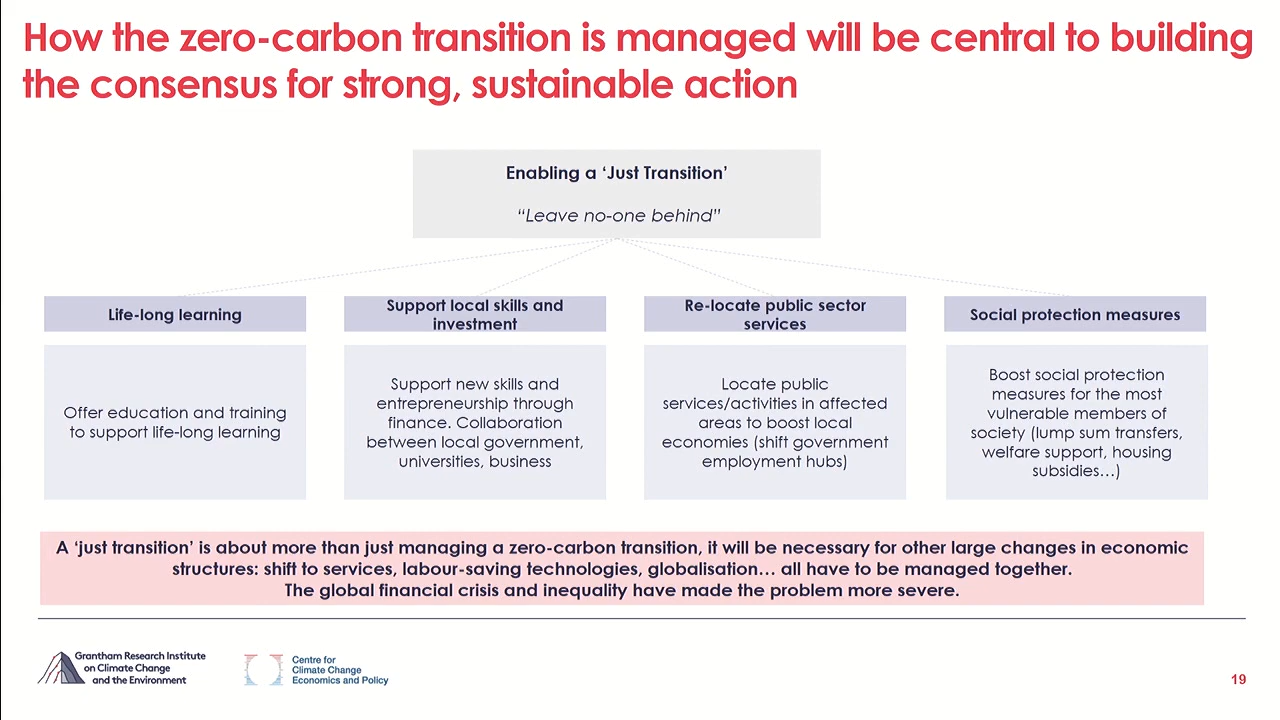 How the zero-carbon transition is managed will be central to building
the consensus for strong, sustainable action
Enabling a ‘Just Transition’
“Leave no-one behind”
Life-long learning
Offer education and training
to support life-long learning
Support local skills and
investment
Support new skills and
entrepreneurship through
finance. Collaboration
between local government,
universities, business
Re-locate public sector
services
Locate public
services/activities in affected
areas to boost local
economies (shift government
employment hubs)
Social protection measures
Boost social protection
measures for the most
vulnerable members of
society (lump sum transfers,
welfare support, housing
subsidies…)
A ‘just transition’ is about more than just managing a zero-carbon transition, it will be necessary for other large changes in economic
structures: shift to services, labour-saving technologies, globalisation… all have to be managed together.
The global financial crisis and inequality have made the problem more severe.
Grantham Research Institute
on Climate Change
and the Environment
Centre for
Climate Change
Economics and Policy
19